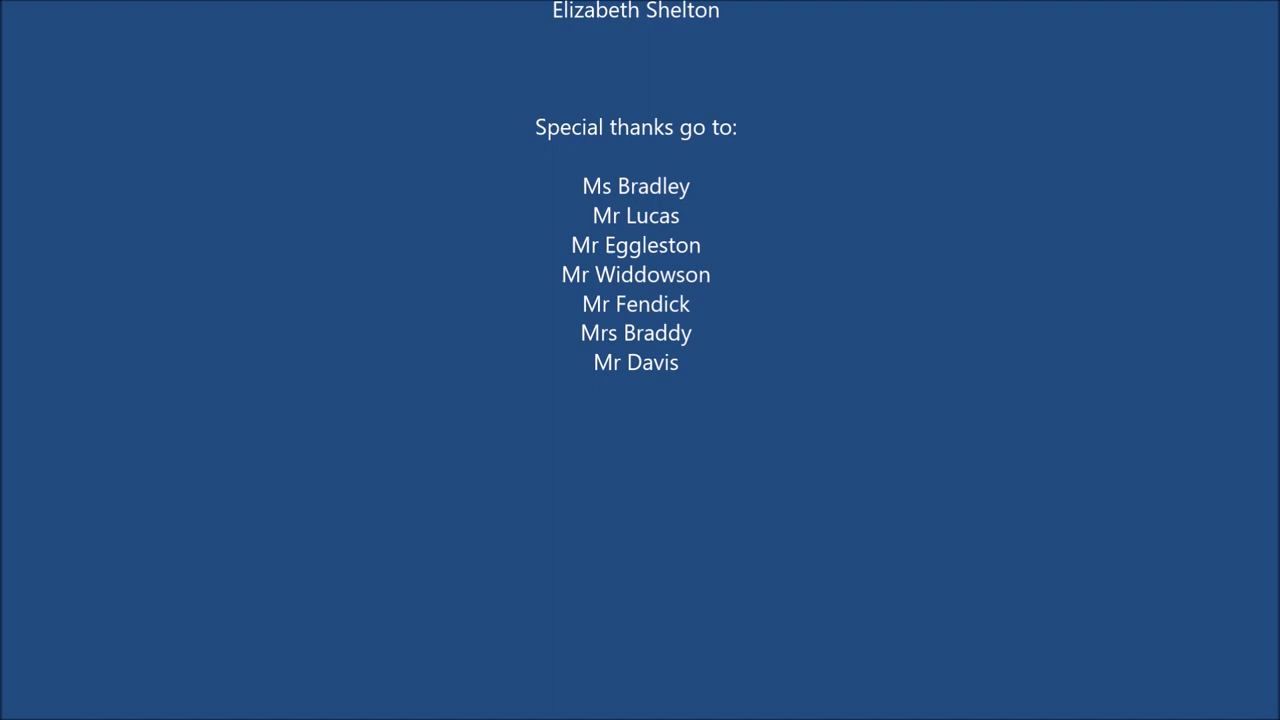 Elizabeth Shelton
Special thanks go to:
Ms Bradley
Mr Lucas
Mr Eggleston
Mr Widdowson
Mr Fendick
Mrs Braddy
Mr Davis